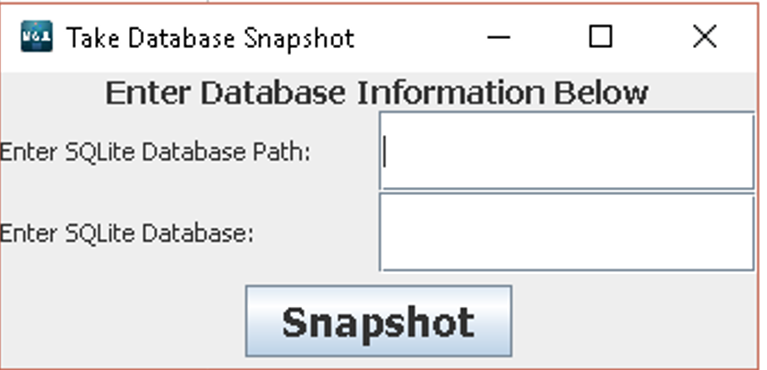 Take Database Snapshot
Enter Database Information Below
Enter SQLite Database Path:
Enter SQLite Database:
Snapshot